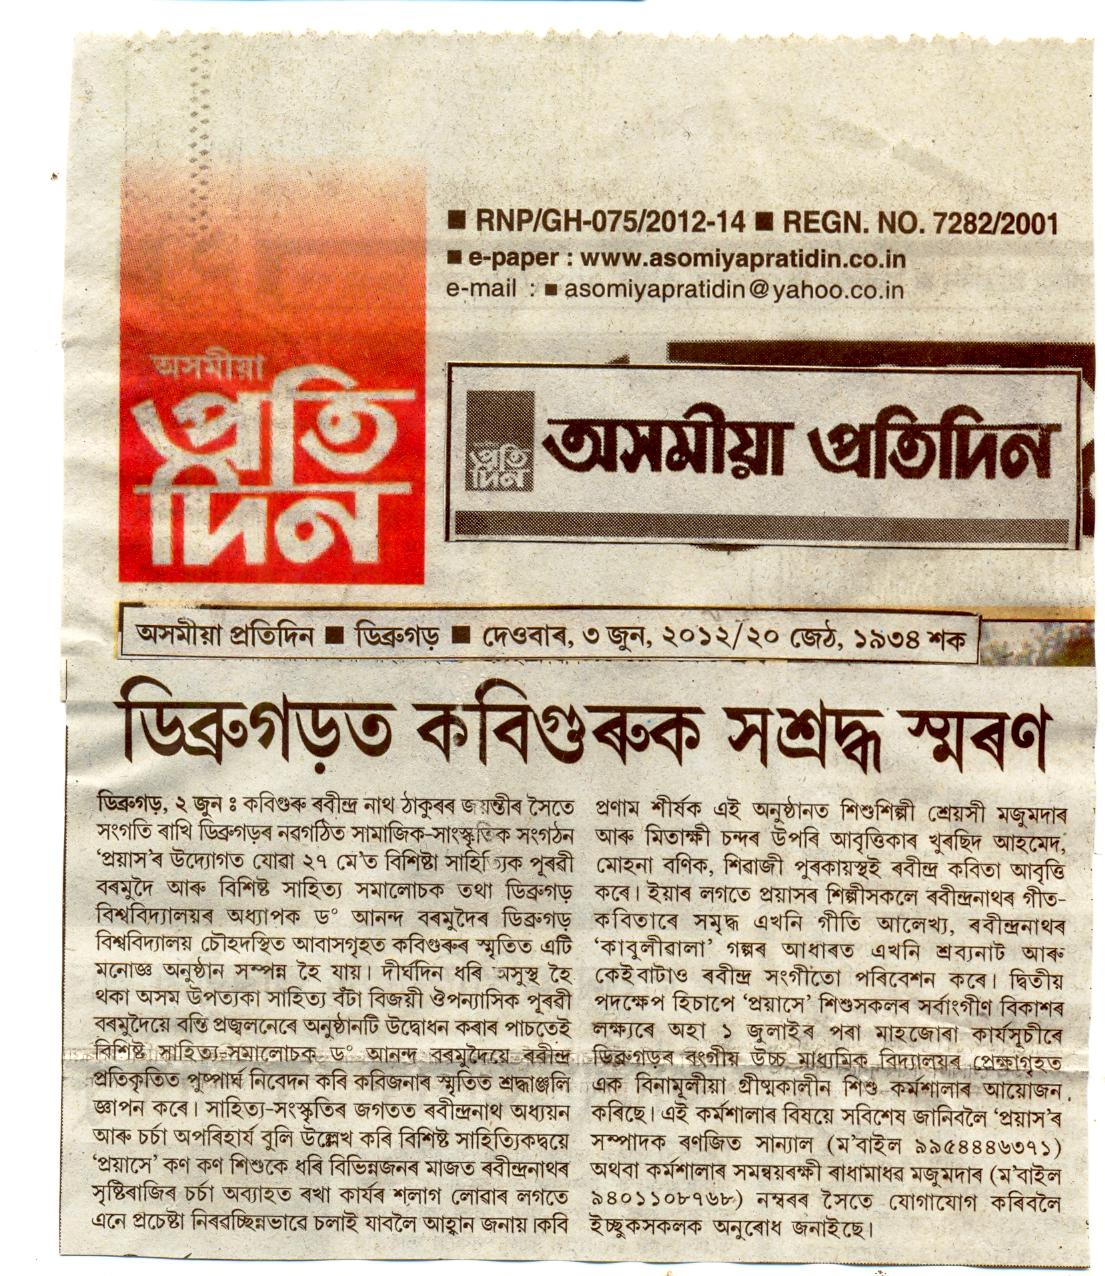 ■ RNP/GH-075/2012-14 ■ REGN. NO. 7282/2001
■ e-paper : www.asomiyapratidin.co.in
e-mail : ■ asomiyapratidin@yahoo.co.in
অসমীয়া
প্ৰতি
দিন
প্ৰতি
দিন
অসমীয়া প্ৰতিদিন
অসমীয়া প্ৰতিদিন ■ ডিব্ৰুগড় ■ দেওবাৰ, ৩ জুন, ২০১২/২০ জেঠ, ১৯৩৪ শক
ডিব্ৰুগড়ত কবিগুৰুক সশ্ৰদ্ধ স্মৰণ
ডিব্ৰুগড়, ২ জুন ঃ কবিগুৰু ৰবীন্দ্ৰ নাথ ঠাকুৰৰ জয়ন্তীৰ সৈতে
সংগতি ৰাখি ডিব্ৰুগড়ৰ নবগঠিত সামাজিক-সাংস্কৃতিক সংগঠন
'প্ৰয়াস'ৰ উদ্যোগত যোৱা ২৭ মে'ত বিশিষ্টা সাহিত্যিক পূৰবী
বৰমুদৈ আৰু বিশিষ্ট সাহিত্য সমালোচক তথা ডিব্ৰুগড়
বিশ্ববিদ্যালয়ৰ অধ্যাপক ড° আনন্দ বৰমুদৈৰ ডিব্ৰুগড়
বিশ্ববিদ্যালয় চৌহদস্থিত আবাসগৃহত কবিগুৰুৰ স্মৃতিত এটি
মনোজ্ঞ অনুষ্ঠান সম্পন্ন হৈ যায়। দীৰ্ঘদিন ধৰি অসুস্থ হৈ
থকা অসম উপত্যকা সাহিত্য বঁটা বিজয়ী ঔপন্যাসিক পূৰবী
বৰমুদৈয়ে বন্তি প্ৰজ্বলনেৰে অনুষ্ঠানটি উদ্বোধন কৰাৰ পাচতেই
বিশিষ্ট সাহিত্য-সমালোচক ড° আনন্দ বৰমুদৈয়ে ৰবীন্দ্ৰ
প্ৰতিকৃতিত পুষ্পাৰ্ঘ নিবেদন কৰি কবিজনাৰ স্মৃতিত শ্ৰদ্ধাঞ্জলি
জ্ঞাপন কৰে। সাহিত্য-সংস্কৃতিৰ জগতত ৰবীন্দ্ৰনাথ অধ্যয়ন
আৰু চৰ্চা অপৰিহাৰ্য বুলি উল্লেখ কৰি বিশিষ্ট সাহিত্যিকদ্বয়ে
'প্ৰয়াসে' কণ কণ শিশুকে ধৰি বিভিন্নজনৰ মাজত ৰবীন্দ্ৰনাথৰ
সৃষ্টিৰাজিৰ চৰ্চা অব্যাহত ৰখা কাৰ্যৰ শলাগ লোৱাৰ লগতে
এনে প্ৰচেষ্টা নিৰৱচ্ছিন্নভাৱে চলাই যাবলৈ আহ্বান জনায়।কবি
প্ৰণাম শীৰ্ষক এই অনুষ্ঠানত শিশুশিল্পী শ্ৰেয়সী মজুমদাৰ
আৰু মিতাক্ষী চন্দৰ উপৰি আবৃত্তিকাৰ খুৰছিদ আহমেদ,
মোহনা বণিক, শিৱাজী পুৰকায়স্থই ৰবীন্দ্ৰ কবিতা আবৃত্তি
কৰে। ইয়াৰ লগতে প্ৰয়াসৰ শিল্পীসকলে ৰবীন্দ্ৰনাথৰ গীত-
কবিতাৰে সমৃদ্ধ এখনি গীতি আলেখ্য, ৰবীন্দ্ৰনাথৰ
'কাবুলীৱালা' গল্পৰ আধাৰত এখনি শ্ৰব্যনাট আৰু
কেইবাটাও ৰবীন্দ্ৰ সংগীতো পৰিবেশন কৰে। দ্বিতীয়
পদক্ষেপ হিচাপে 'প্ৰয়াসে' শিশুসকলৰ সৰ্বাংগীণ বিকাশৰ
লক্ষ্যৰে অহা ১ জুলাইৰ পৰা মাহজোৰা কাৰ্যসূচীৰে
ডিব্ৰুগড়ৰ বংগীয় উচ্চ মাধ্যমিক বিদ্যালয়ৰ প্ৰেক্ষাগৃহত
এক বিনামূলীয়া গ্ৰীষ্মকালীন শিশু কৰ্মশালাৰ আয়োজন
কৰিছে। এই কৰ্মশালাৰ বিষয়ে সবিশেষ জানিবলৈ 'প্ৰয়াস'ৰ
সম্পাদক ৰণজিত সান্যাল (ম'বাইল ৯৯৫৪৪৪৬৩৭১)
অথবা কৰ্মশালাৰ সমন্বয়ৰক্ষী ৰাধামাধৱ মজুমদাৰ (ম'বাইল
৯৪০১১০৮৭৬৮) নম্বৰৰ সৈতে যোগাযোগ কৰিবলৈ
ইচ্ছুকসকলক অনুৰোধ জনাইছে।